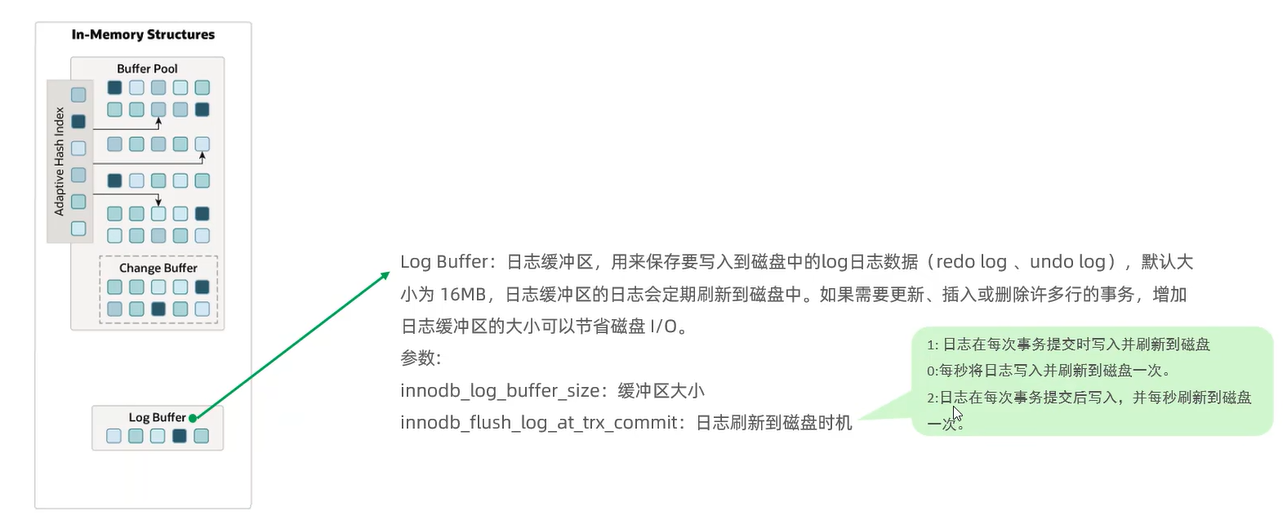 In-Memory Structures
Buffer Pool
Adaptive Hash Index
Change Buffer
Log Buffer
Log Buffer：日志缓冲区，用来保存要写入到磁盘中的log日志数据（redo log 、undo log），默认大
小为 16MB，日志缓冲区的日志会定期刷新到磁盘中。如果需要更新、插入或删除许多行的事务，增加
日志缓冲区的大小可以节省磁盘 I/O。
参数：
innodb_log_buffer_size：缓冲区大小
innodb_flush_log_at_trx_commit：日志刷新到磁盘时机
1: 日志在每次事务提交时写入并刷新到磁盘
0:每秒将日志写入并刷新到磁盘一次。
2:日志在每次事务提交后写入，并每秒刷新到磁盘
一次。